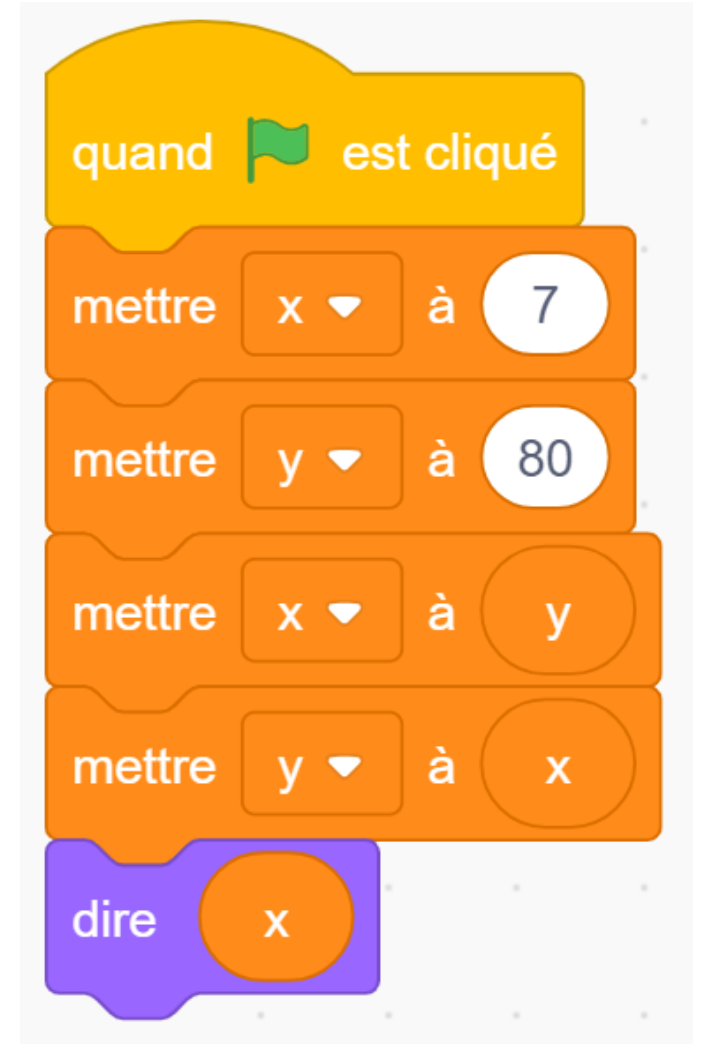 quand est cliqué
mettre x à 7
mettre y à 80
mettre x à y
mettre y à x
dire x